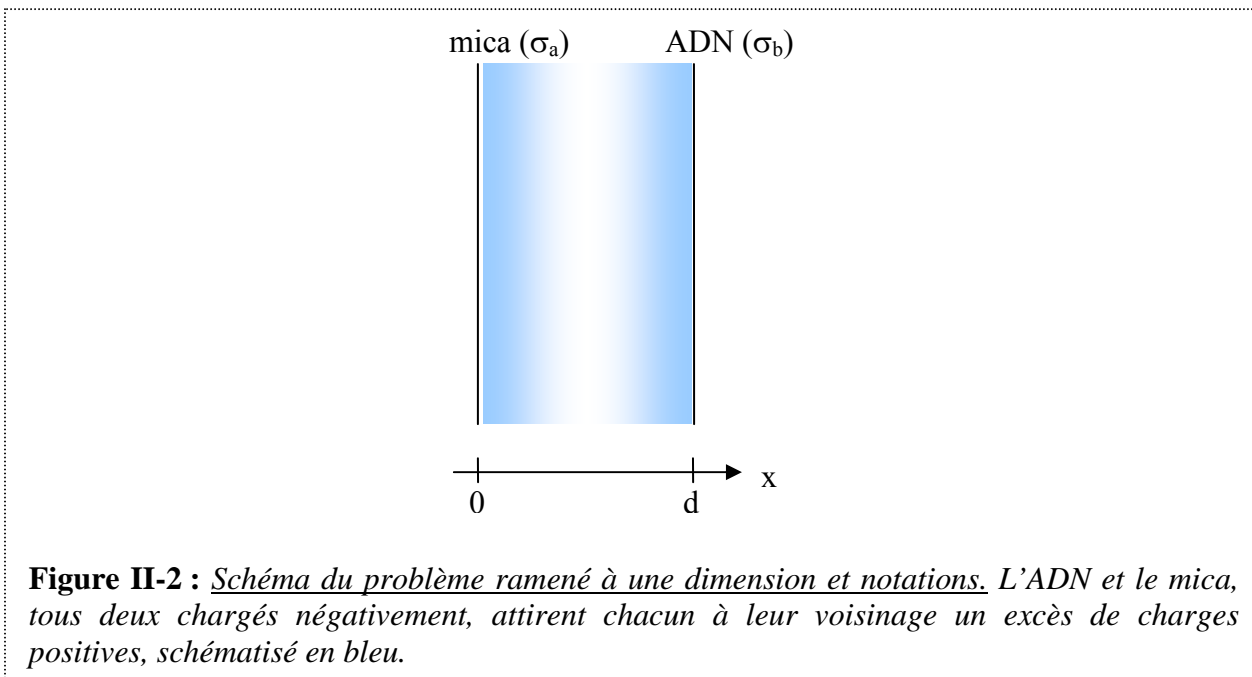 mica (σa) ADN (σb)
x
0 d
Figure II-2 : Schéma du problème ramené à une dimension et notations. L’ADN et le mica,
tous deux chargés négativement, attirent chacun à leur voisinage un excès de charges
positives, schématisé en bleu.